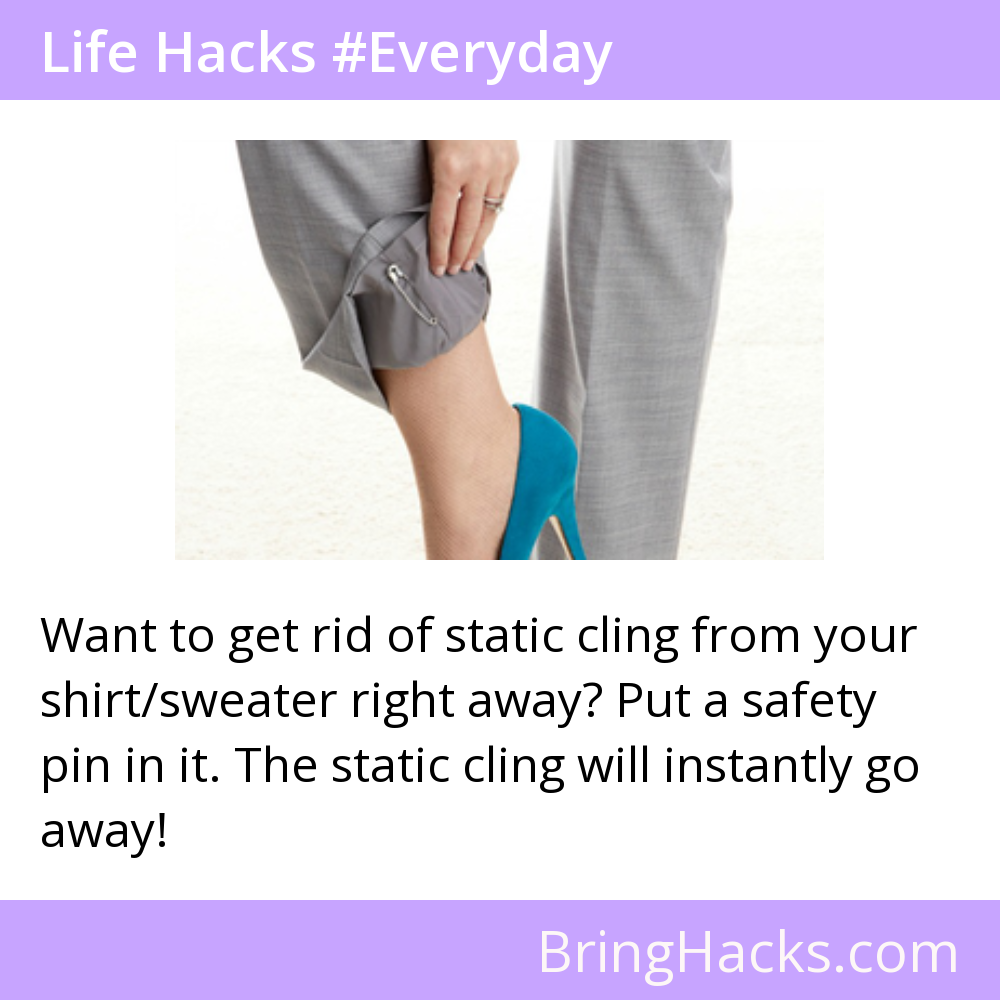 Life Hacks #Everyday
Want to get rid of static cling from your
shirt/sweater right away? Put a safety
pin in it. The static cling will instantly go
away!
BringHacks.com